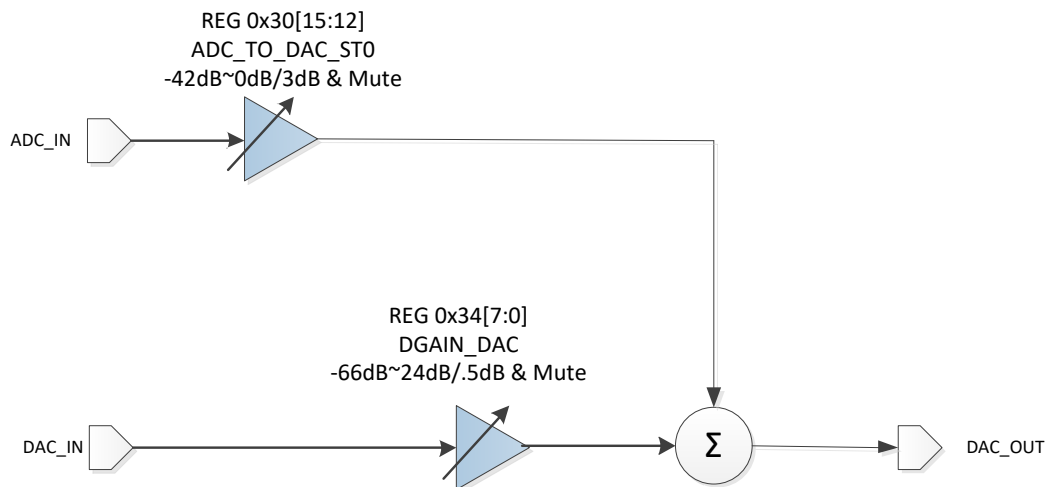 REG 0x30[15:12]
ADC_TO_DAC_ST0
-42dB~0dB/3dB & Mute
ADC_IN
REG 0x34[7:0]
DGAIN_DAC
-66dB~24dB/.5dB & Mute
DAC_IN
Σ
DAC_OUT